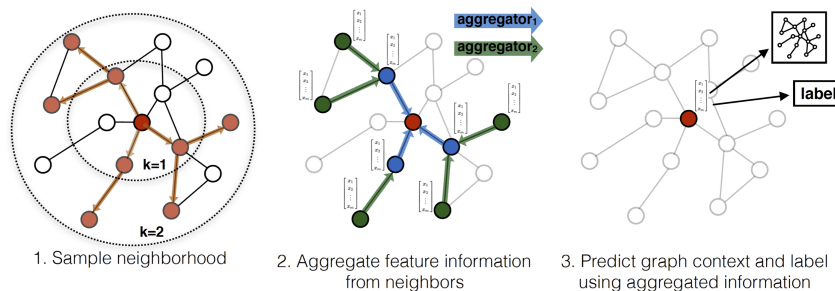 aggregator₁
aggregator₂
label
k=1
k=2
1. Sample neighborhood
2. Aggregate feature information
from neighbors
3. Predict graph context and label
using aggregated information